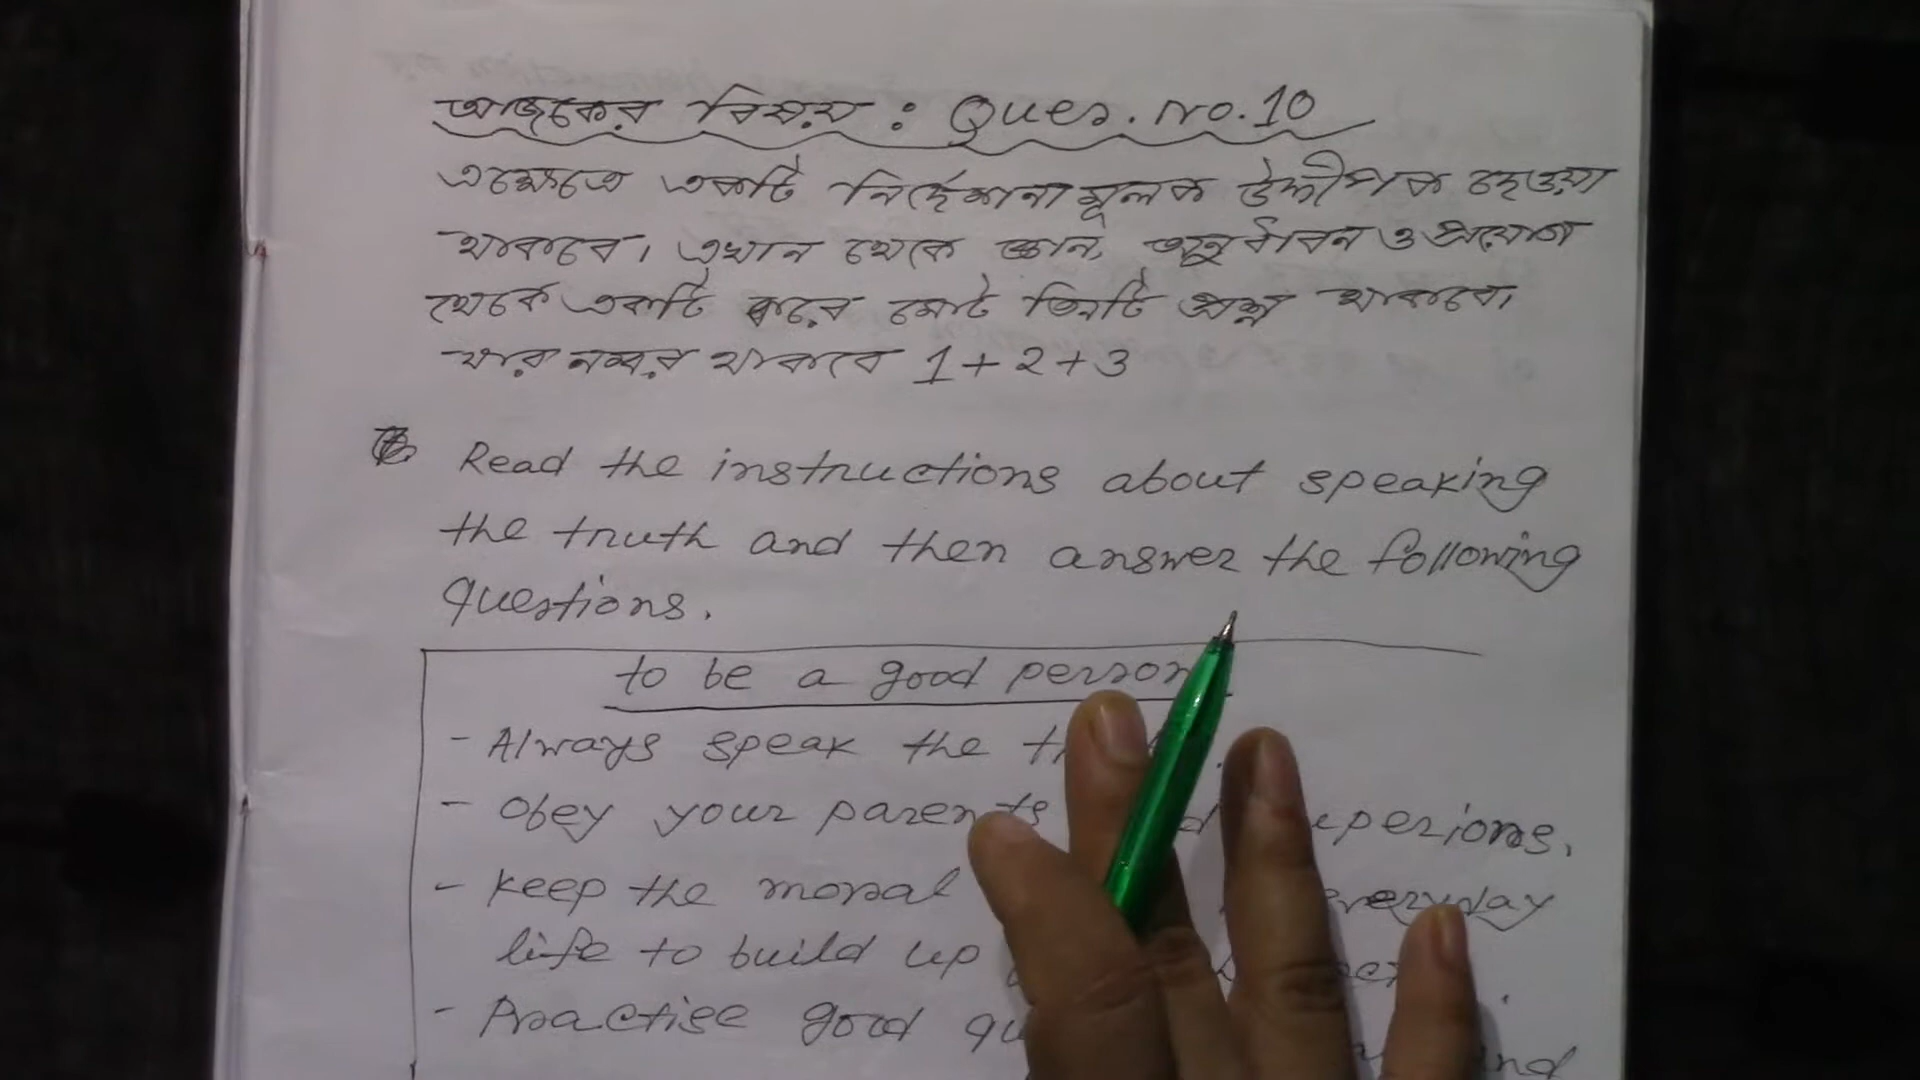 আজকের বিষয় : Ques. No. 10
এক্ষেত্রে একটি নির্দেশনা মূলক উদ্দীপক দেওয়া
থাকবে। এখান থেকে জ্ঞান, অনুধাবন ও প্রয়োগ
থেকে একটি করে মোট তিনটি প্রশ্ন থাকবে।
যার নম্বর থাকবে 1+2+3
Read the instructions about speaking
the truth and then answer the following
questions.
to be a good person
- Always speak the
- Obey your parents
- Keep the moral everyday
life to build up
- Practise good and